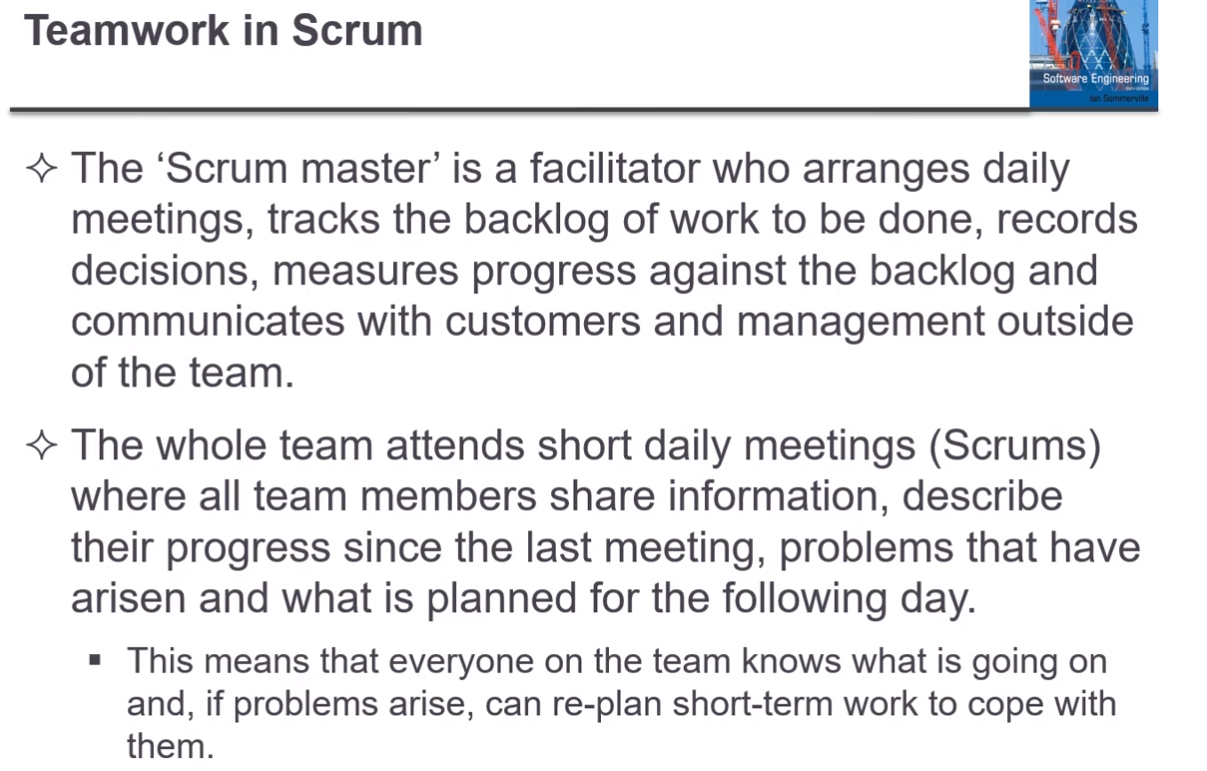 Teamwork in Scrum
Software Engineering
Ian Sommerville
✧ The ‘Scrum master’ is a facilitator who arranges daily
meetings, tracks the backlog of work to be done, records
decisions, measures progress against the backlog and
communicates with customers and management outside
of the team.
✧ The whole team attends short daily meetings (Scrums)
where all team members share information, describe
their progress since the last meeting, problems that have
arisen and what is planned for the following day.
▪ This means that everyone on the team knows what is going on
and, if problems arise, can re-plan short-term work to cope with
them.